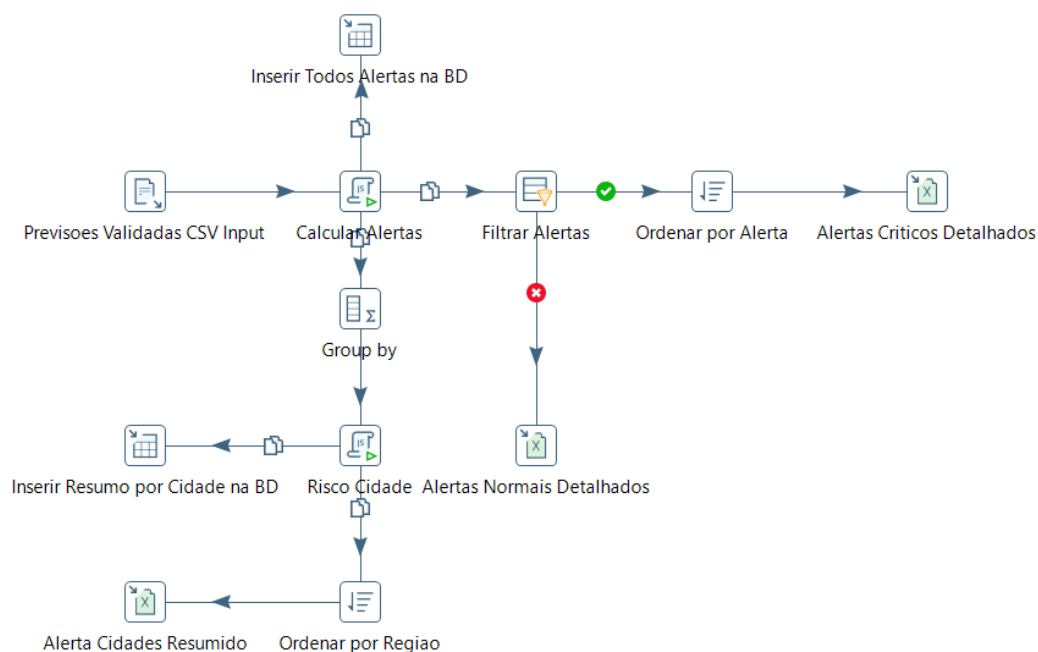 Inserir Todos Alertas na BD
Previsoes Validadas CSV Input
Calcular Alertas
Filtrar Alertas
Ordenar por Alerta
Alertas Criticos Detalhados
Group by
Inserir Resumo por Cidade na BD
Risco Cidade
Alertas Normais Detalhados
Alerta Cidades Resumido
Ordenar por Regiao